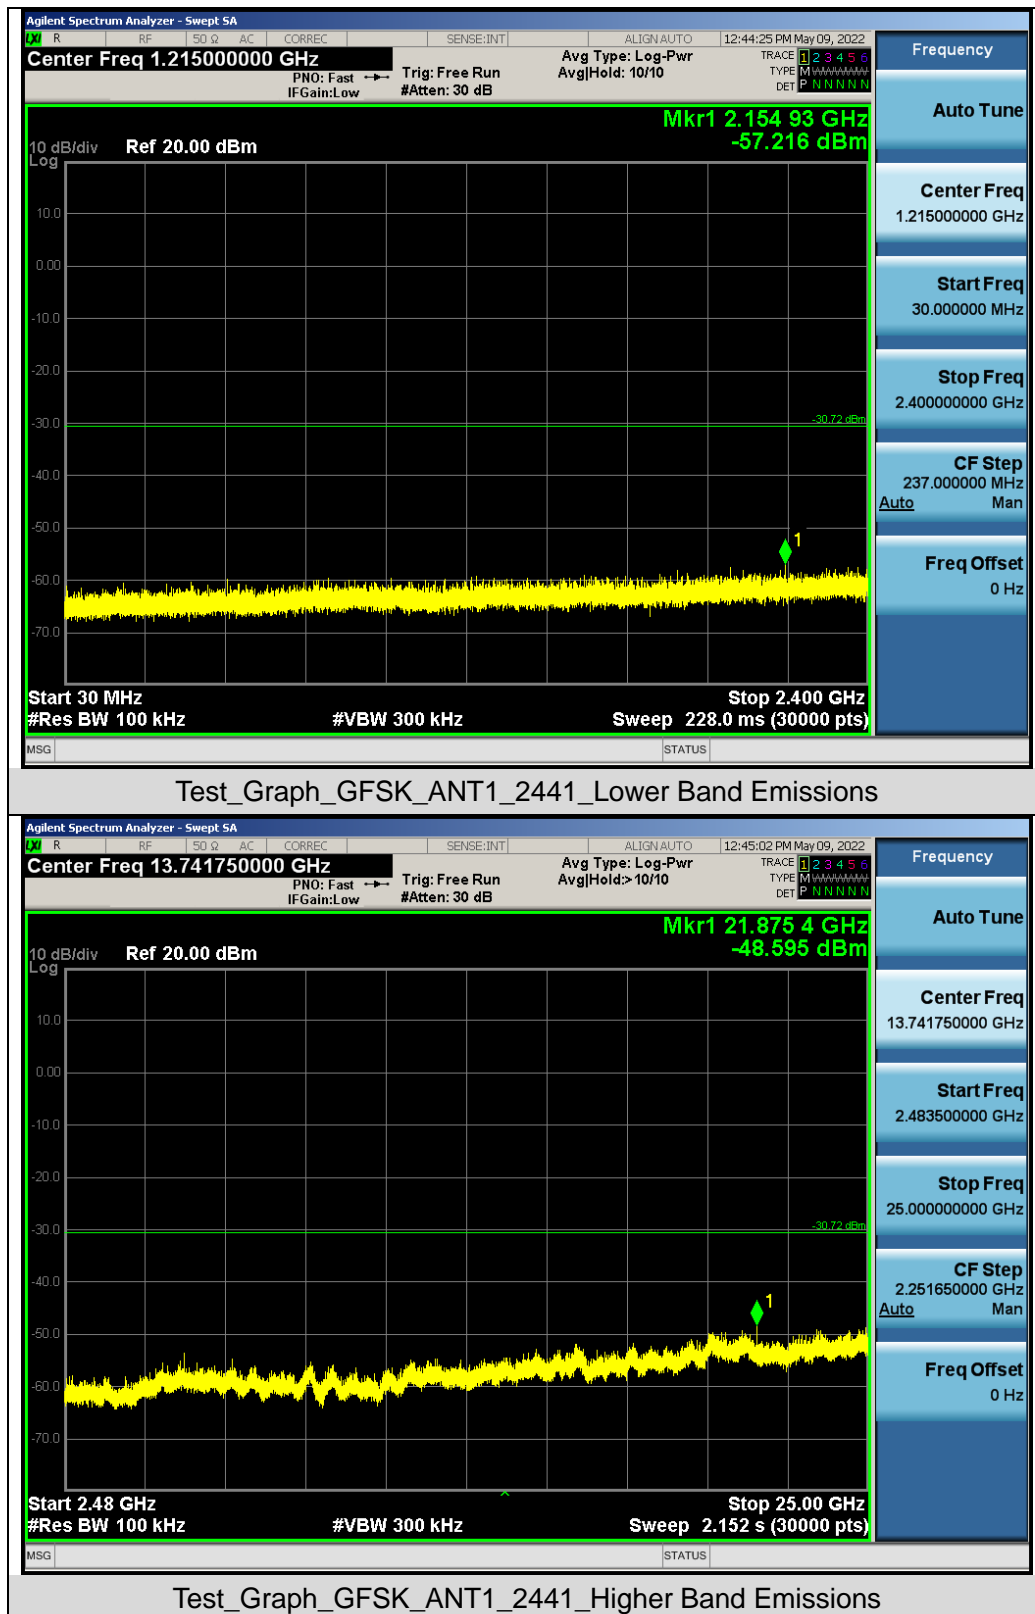 Agilent Spectrum Analyzer - Swept SA
LXI R RF 50 Ω AC CORREC SENSE:INT ALIGN AUTO 12:44:25 PM May 09, 2022
Center Freq 1.215000000 GHz Avg Type: Log-Pwr TRACE 1 2 3 4 5 6
PNO: Fast Trig: Free Run Avg|Hold: 10/10 TYPE M
IFGain:Low #Atten: 30 dB DET P N N N N N
Mkr1 2.154 93 GHz
-57.216 dBm
10 dB/div Ref 20.00 dBm
Log
10.0
0.00
-10.0
-20.0
-30.0
-30.72 dBm
-40.0
-50.0
1
-60.0
-70.0
Start 30 MHz Stop 2.400 GHz
#Res BW 100 kHz #VBW 300 kHz Sweep 228.0 ms (30000 pts)
MSG STATUS
Frequency
Auto Tune
Center Freq
1.215000000 GHz
Start Freq
30.000000 MHz
Stop Freq
2.400000000 GHz
CF Step
237.000000 MHz
Auto Man
Freq Offset
0 Hz
Test_Graph_GFSK_ANT1_2441_Lower Band Emissions
Agilent Spectrum Analyzer - Swept SA
LXI R RF 50 Ω AC CORREC SENSE:INT ALIGN AUTO 12:45:02 PM May 09, 2022
Center Freq 13.741750000 GHz Avg Type: Log-Pwr TRACE 1 2 3 4 5 6
PNO: Fast Trig: Free Run Avg|Hold:>10/10 TYPE M
IFGain:Low #Atten: 30 dB DET P N N N N N
Mkr1 21.875 4 GHz
-48.595 dBm
10 dB/div Ref 20.00 dBm
Log
10.0
0.00
-10.0
-20.0
-30.0
-30.72 dBm
-40.0
1
-50.0
-60.0
-70.0
Start 2.48 GHz Stop 25.00 GHz
#Res BW 100 kHz #VBW 300 kHz Sweep 2.152 s (30000 pts)
MSG STATUS
Frequency
Auto Tune
Center Freq
13.741750000 GHz
Start Freq
2.483500000 GHz
Stop Freq
25.000000000 GHz
CF Step
2.251650000 GHz
Auto Man
Freq Offset
0 Hz
Test_Graph_GFSK_ANT1_2441_Higher Band Emissions